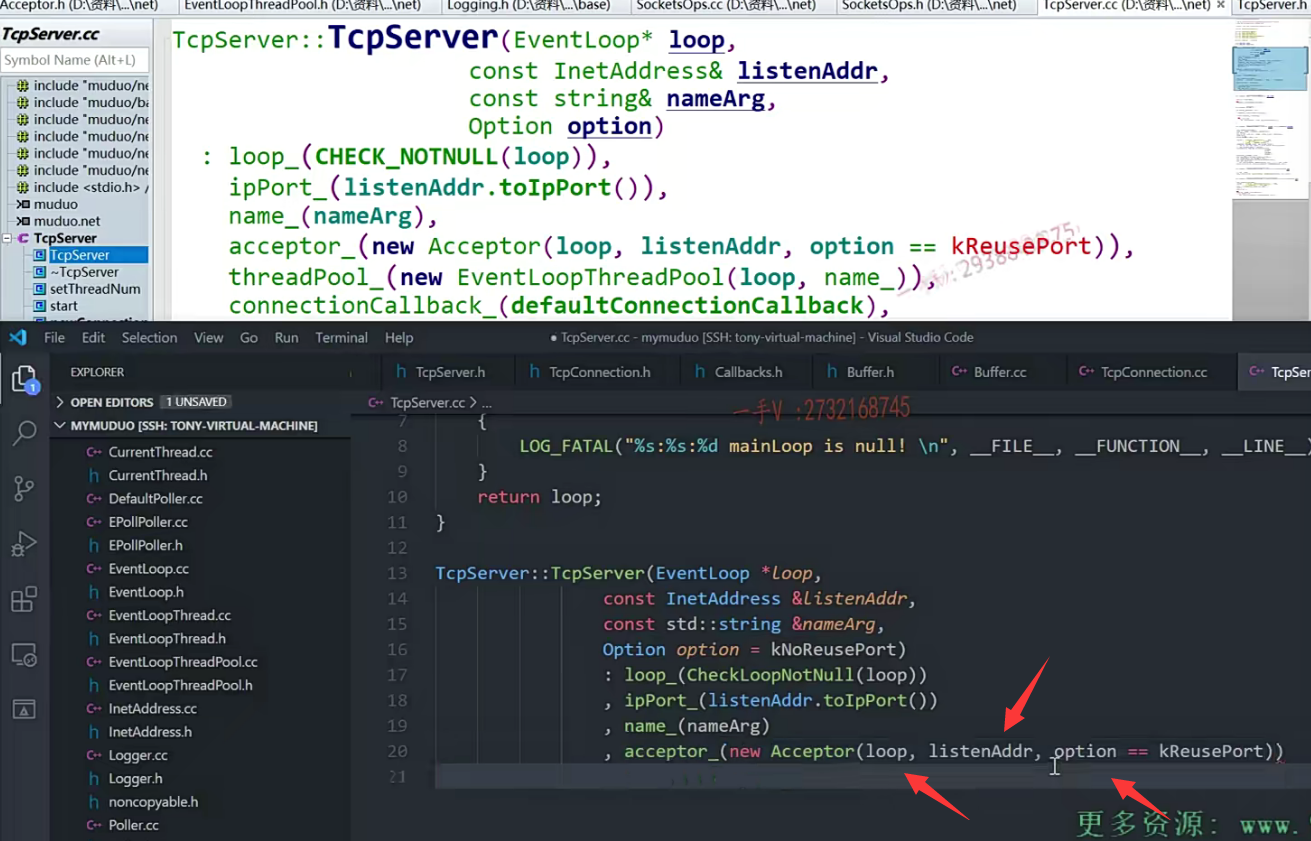 Acceptor.h (D:\资料\...\net)
EventLoopThreadPool.h (D:\资料\...\net)
Logging.h (D:\资料\...\base)
SocketsOps.cc (D:\资料\...\net)
SocketsOps.h (D:\资料\...\net)
TcpServer.cc (D:\资料\...\net) ×
TcpServer.h
TcpServer.cc
Symbol Name (Alt+L)
include "muduo/ne
include "muduo/ba
include "muduo/ne
include "muduo/ne
include "muduo/ne
include "muduo/ne
include <stdio.h> /
muduo
muduo.net
TcpServer
TcpServer
~TcpServer
setThreadNum
start
TcpServer::TcpServer(EventLoop* loop,
const InetAddress& listenAddr,
const string& nameArg,
Option option)
: loop_(CHECK_NOTNULL(loop)),
ipPort_(listenAddr.toIpPort()),
name_(nameArg),
acceptor_(new Acceptor(loop, listenAddr, option == kReusePort)),
threadPool_(new EventLoopThreadPool(loop, name_)),
connectionCallback_(defaultConnectionCallback),
File Edit Selection View Go Run Terminal Help
● TcpServer.cc - mymuduo [SSH: tony-virtual-machine] - Visual Studio Code
1
EXPLORER
OPEN EDITORS 1 UNSAVED
MYMUDUO [SSH: TONY-VIRTUAL-MACHINE]
C++ CurrentThread.cc
h CurrentThread.h
C++ DefaultPoller.cc
C++ EPollPoller.cc
h EPollPoller.h
C++ EventLoop.cc
h EventLoop.h
C++ EventLoopThread.cc
h EventLoopThread.h
C++ EventLoopThreadPool.cc
h EventLoopThreadPool.h
C++ InetAddress.cc
h InetAddress.h
C++ Logger.cc
h Logger.h
h noncopyable.h
C++ Poller.cc
h TcpServer.h
h TcpConnection.h
h Callbacks.h
h Buffer.h
C++ Buffer.cc
C++ TcpConnection.cc
C++ TcpSer
C++ TcpServer.cc > ...
一手V :2732168745
7 {
8 LOG_FATAL("%s:%s:%d mainLoop is null! \n", __FILE__, __FUNCTION__, __LINE__)
9 }
10 return loop;
11 }
12
13 TcpServer::TcpServer(EventLoop *loop,
14 const InetAddress &listenAddr,
15 const std::string &nameArg,
16 Option option = kNoReusePort)
17 : loop_(CheckLoopNotNull(loop))
18 , ipPort_(listenAddr.toIpPort())
19 , name_(nameArg)
20 , acceptor_(new Acceptor(loop, listenAddr, option == kReusePort))
21
更多资源： www.